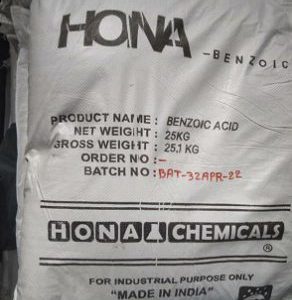 HONA
-BENZOIC
PRODUCT NAME : BENZOIC ACID
NET WEIGHT : 25KG
GROSS WEIGHT : 25,1 KG
ORDER NO :-
BATCH NO : BAT-32APR-22
HONA CHEMICALS
®
FOR INDUSTRIAL PURPOSE ONLY
"MADE IN INDIA"